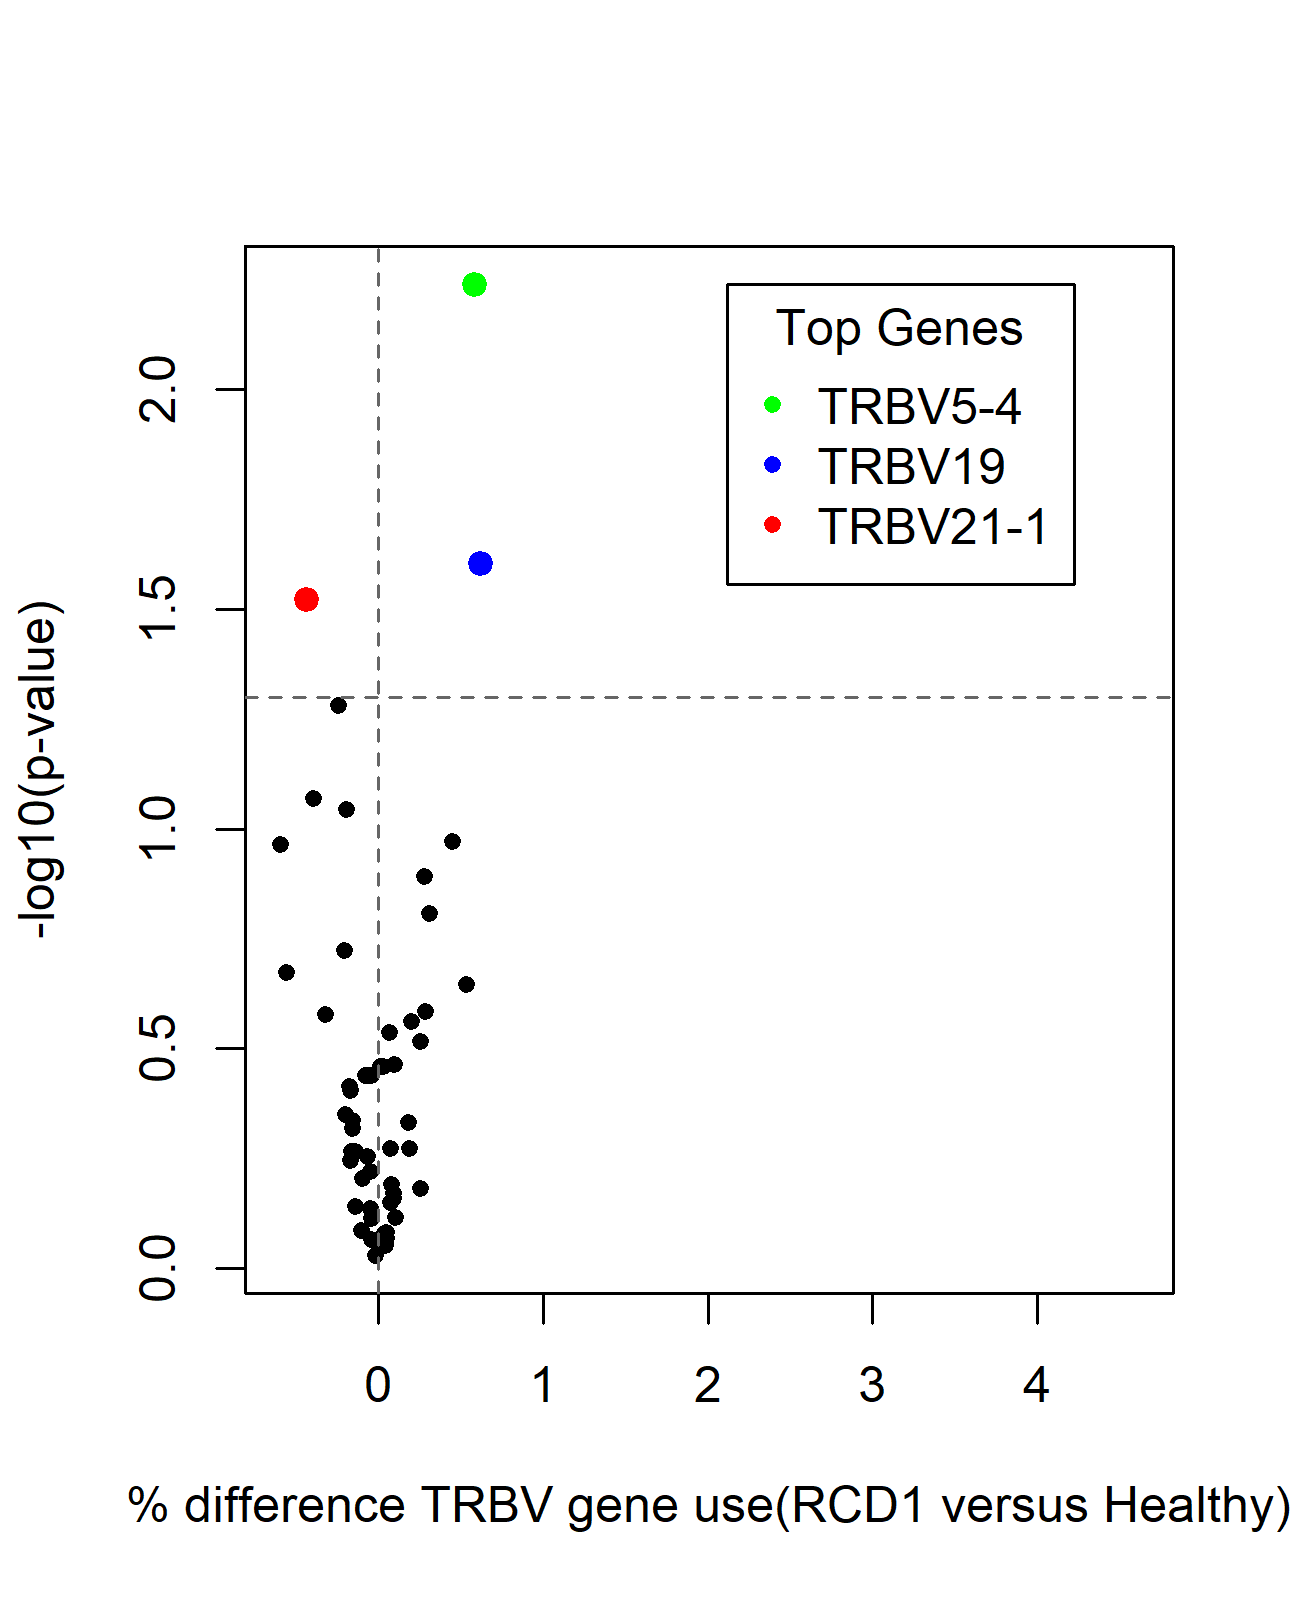 Top Genes
TRBV5-4
TRBV19
TRBV21-1
-log10(p-value)
2.0
1.5
1.0
0.5
0.0
0 1 2 3 4
% difference TRBV gene use(RCD1 versus Healthy)